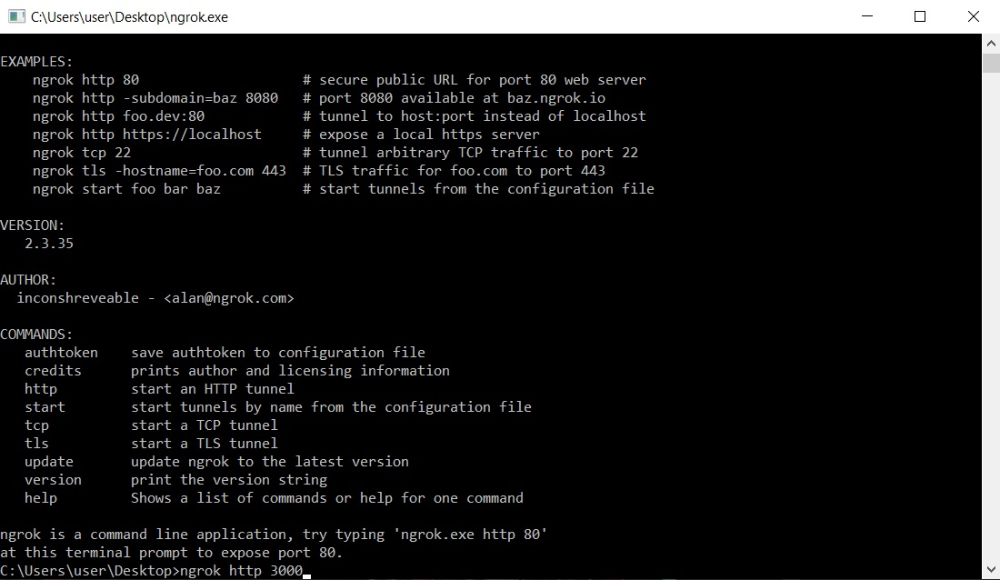 C:\Users\user\Desktop\ngrok.exe
EXAMPLES:
    ngrok http 80                    # secure public URL for port 80 web server
    ngrok http -subdomain=baz 8080   # port 8080 available at baz.ngrok.io
    ngrok http foo.dev:80            # tunnel to host:port instead of localhost
    ngrok http https://localhost     # expose a local https server
    ngrok tcp 22                     # tunnel arbitrary TCP traffic to port 22
    ngrok tls -hostname=foo.com 443  # TLS traffic for foo.com to port 443
    ngrok start foo bar baz          # start tunnels from the configuration file
VERSION:
   2.3.35
AUTHOR:
  inconshreveable - <alan@ngrok.com>
COMMANDS:
   authtoken    save authtoken to configuration file
   credits      prints author and licensing information
   http         start an HTTP tunnel
   start        start tunnels by name from the configuration file
   tcp          start a TCP tunnel
   tls          start a TLS tunnel
   update       update ngrok to the latest version
   version      print the version string
   help         Shows a list of commands or help for one command
ngrok is a command line application, try typing 'ngrok.exe http 80'
at this terminal prompt to expose port 80.
C:\Users\user\Desktop>ngrok http 3000